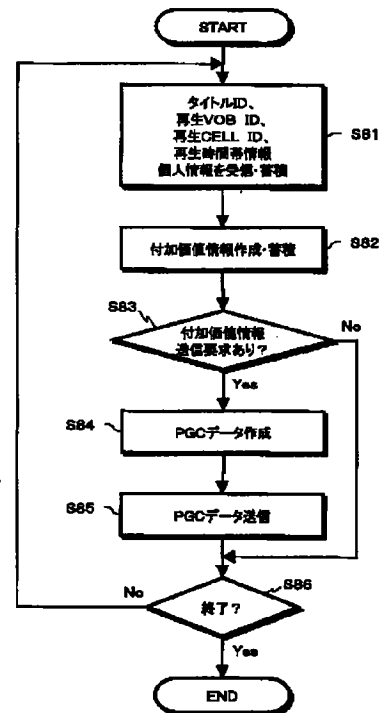 START
タイトルID、
再生VOB ID、
再生CELL ID、
再生時間帯情報
個人情報を受信・蓄積
S81
付加価値情報作成・蓄積
S82
S83
付加価値情報
送信要求あり?
No
Yes
S84
PGCデータ作成
S85
PGCデータ送信
S86
No
終了?
Yes
END